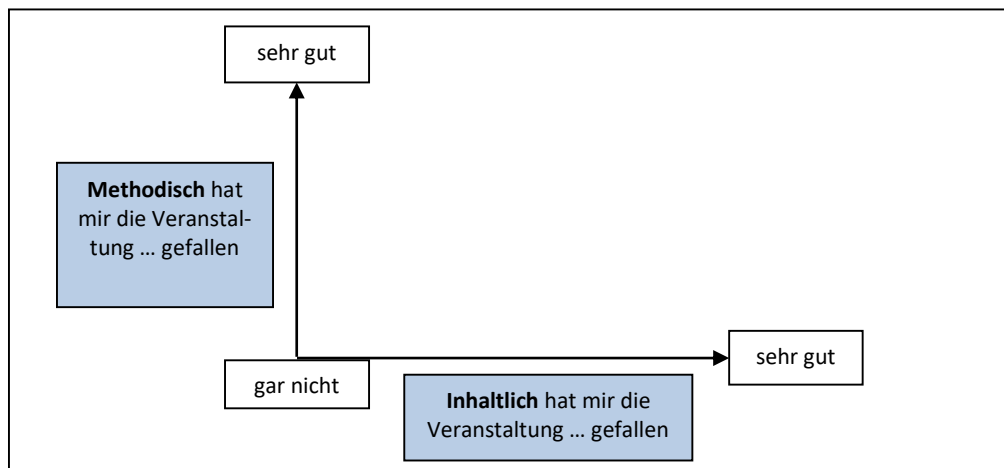 sehr gut
Methodisch hat
mir die Veranstal-
tung … gefallen
sehr gut
gar nicht
Inhaltlich hat mir die
Veranstaltung … gefallen